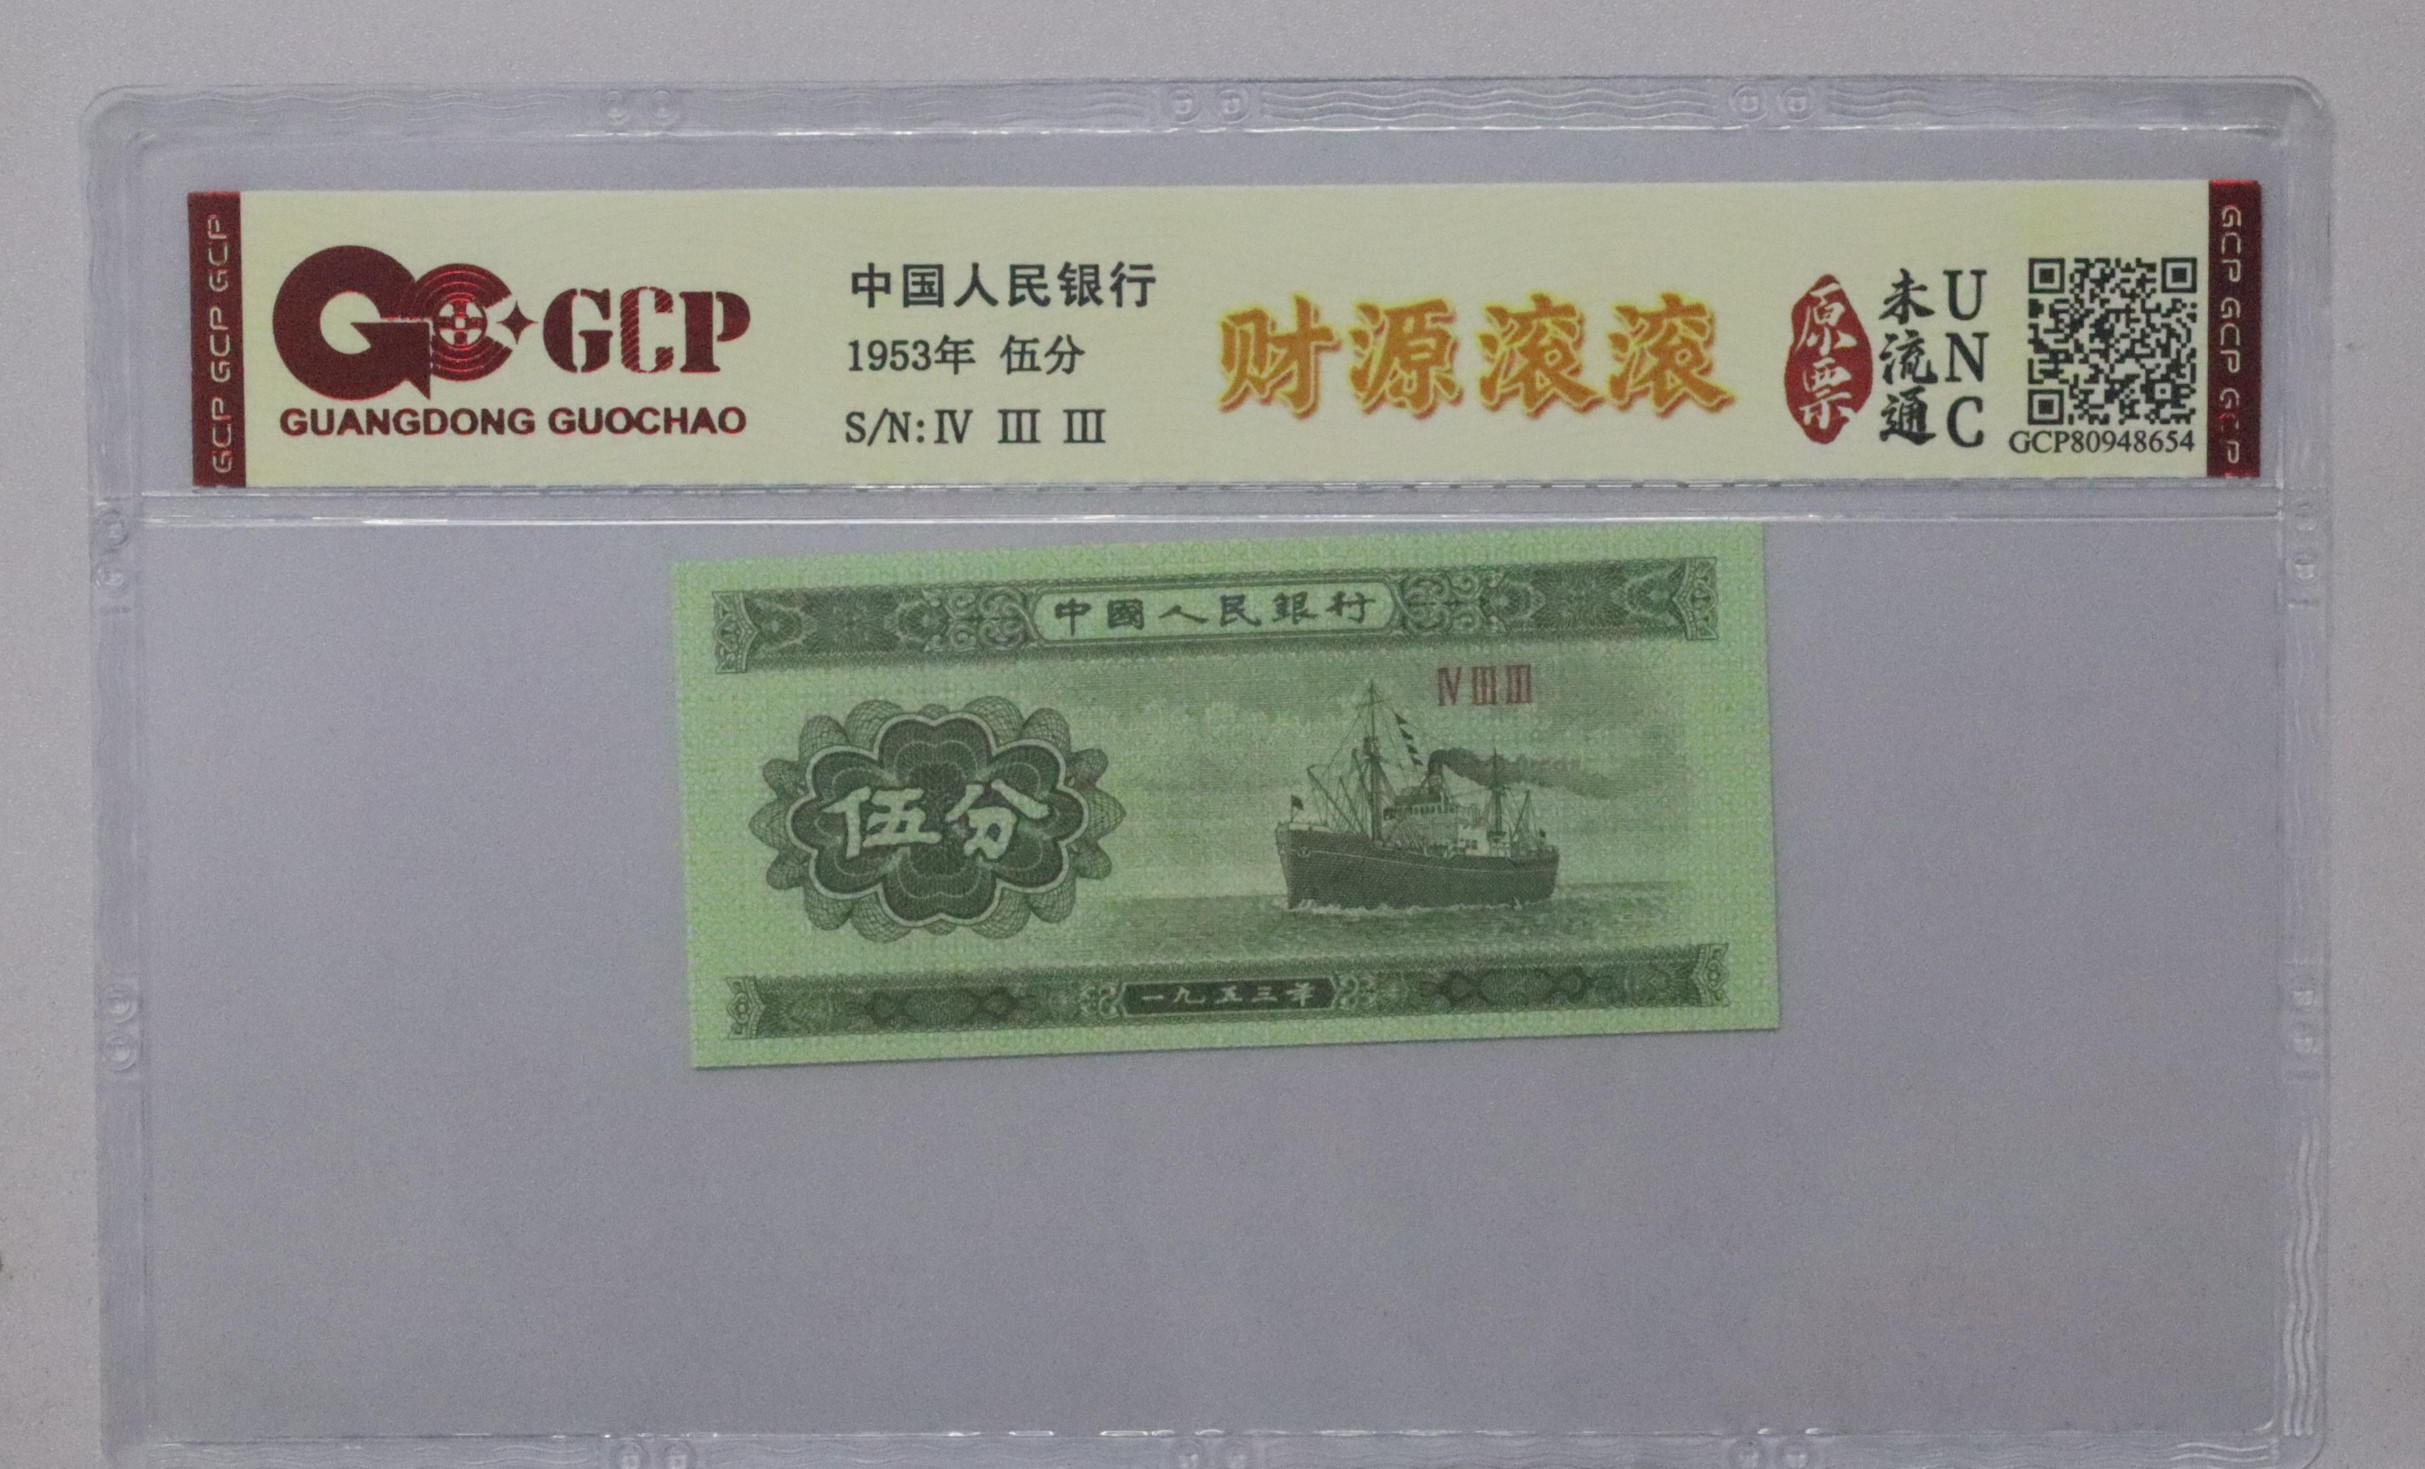 GCP GCP GCP
GCP
GUANGDONG GUOCHAO
中国人民银行
1953年 伍分
S/N: IV III III
财源滚滚
原票
未流通
UNC
GCP80948654
GCP GCP GCP
中國人民銀行
IV III III
伍分
一九五三年